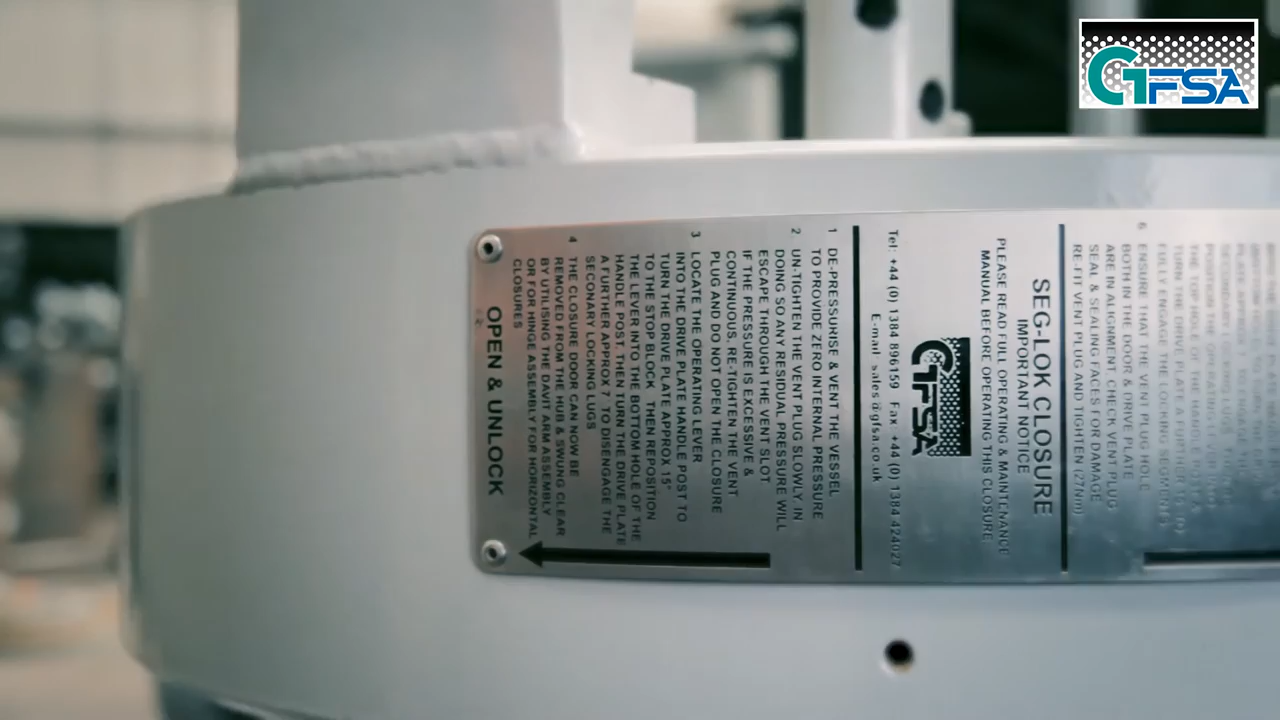 GFSA
SEG-LOK CLOSURE
IMPORTANT NOTICE
PLEASE READ FULL OPERATING & MAINTENANCE
MANUAL BEFORE OPERATING THIS CLOSURE
GFSA
E-mail sales@gfsa.co.uk
Tel: +44 (0) 1384 896159 Fax +44 (0) 1384 424027
1 DE-PRESSURISE & VENT THE VESSEL
TO PROVIDE ZERO INTERNAL PRESSURE
2 UN-TIGHTEN THE VENT PLUG SLOWLY, IN
DOING SO ANY RESIDUAL PRESSURE WILL
ESCAPE THROUGH THE VENT SLOT
IF THE PRESSURE IS EXCESSIVE &
CONTINUOUS, RE-TIGHTEN THE VENT
PLUG AND DO NOT OPEN THE CLOSURE
3 LOCATE THE OPERATING LEVER
INTO THE DRIVE PLATE HANDLE POST TO
TURN THE DRIVE PLATE APPROX 15°
TO THE STOP BLOCK, THEN REPOSITION
THE LEVER INTO THE BOTTOM HOLE OF THE
HANDLE POST, THEN TURN THE DRIVE PLATE
A FURTHER APPROX 7° TO DISENGAGE THE
SECONARY LOCKING LUGS
4 THE CLOSURE DOOR CAN NOW BE
REMOVED FROM THE HUB & SWUNG CLEAR
BY UTILISING THE DAVIT ARM ASSEMBLY
OR FOR HINGE ASSEMBLY FOR HORIZONTAL
CLOSURES
OPEN & UNLOCK
6 ENSURE THAT THE VENT PLUG HOLE
BOTH IN THE DOOR & DRIVE PLATE
ARE IN ALIGNMENT CHECK VENT PLUG
SEAL & SEALING FACES FOR DAMAGE
RE-FIT VENT PLUG AND TIGHTEN (27Nm)